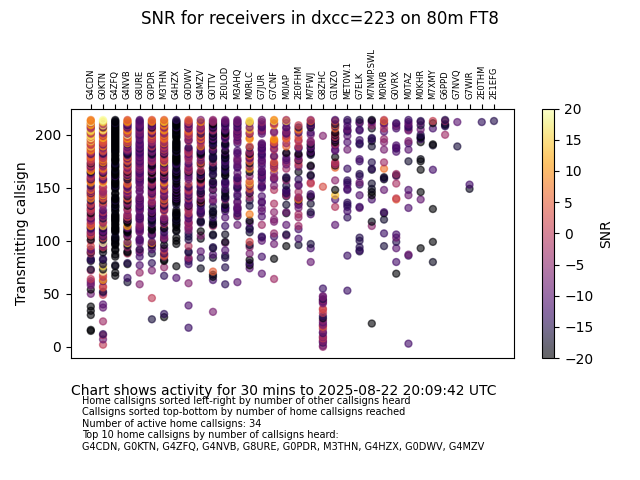 SNR for receivers in dxcc=223 on 80m FT8
G4CDN
G0KTN
G4ZFQ
G4NVB
G8URE
G0PDR
M3THN
G4HZX
G0DWV
G4MZV
G0TTV
2E0LOD
M3AHQ
M0RLC
G7JUR
G7CNF
M0IAP
2E0FHM
M7FWJ
G8ZHC
G1NZO
MET0W.1
G7ELK
M7NMP.SWL
M0RVB
G0VRX
M0TAZ
M0KHR
M7XMY
G6PPD
G7NVQ
G7WIR
2E0THM
2E1EFG
200
150
100
50
0
Transmitting callsign
20
15
10
5
0
−5
−10
−15
−20
SNR
Chart shows activity for 30 mins to 2025-08-22 20:09:42 UTC
Home callsigns sorted left-right by number of other callsigns heard
Callsigns sorted top-bottom by number of home callsigns reached
Number of active home callsigns: 34
Top 10 home callsigns by number of callsigns heard:
G4CDN, G0KTN, G4ZFQ, G4NVB, G8URE, G0PDR, M3THN, G4HZX, G0DWV, G4MZV